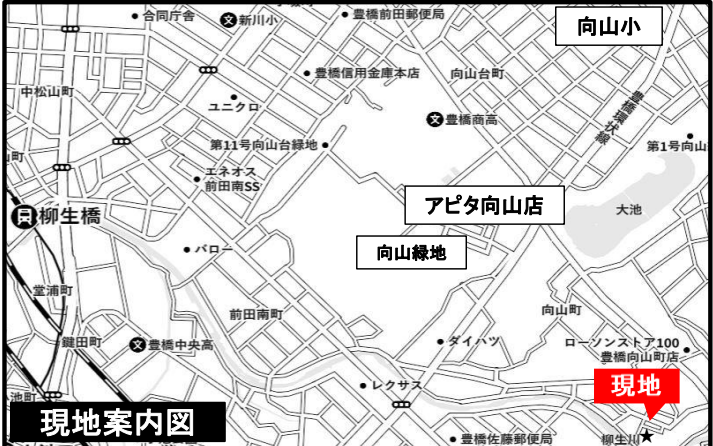 合同庁舎
新川小
豊橋前田郵便局
向山小
豊橋信用金庫本店
向山台町
豊橋環状線
中松山町
ユニクロ
豊橋商高
第11号向山台緑地
第1号向山
エネオス
前田南SS
町
アピタ向山店
大池
柳生橋
バロー
向山緑地
堂浦町
前田南町
向山町
鍵田町
豊橋中央高
ダイハツ
ローソンストア100
豊橋向山町店
レクサス
現地
池町
現地案内図
豊橋佐藤郵便局
柳生川